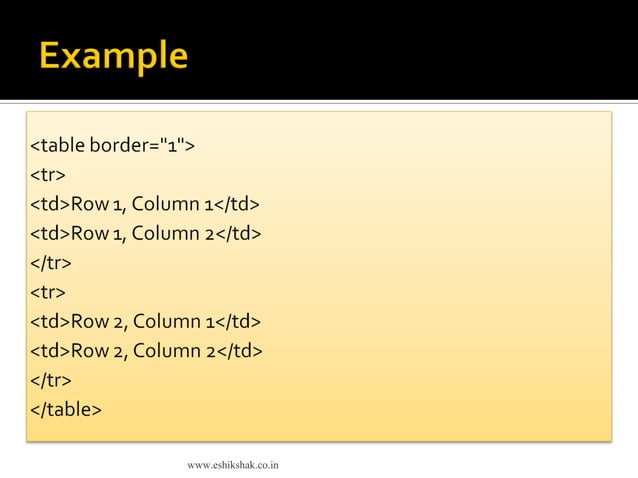 Example
<table border="1">
<tr>
<td>Row 1, Column 1</td>
<td>Row 1, Column 2</td>
</tr>
<tr>
<td>Row 2, Column 1</td>
<td>Row 2, Column 2</td>
</tr>
</table>
www.eshikshak.co.in